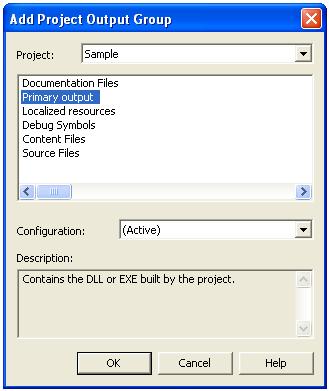 Add Project Output Group
Project: Sample
Documentation Files
Primary output
Localized resources
Debug Symbols
Content Files
Source Files
Configuration: (Active)
Description:
Contains the DLL or EXE built by the project.
OK Cancel Help